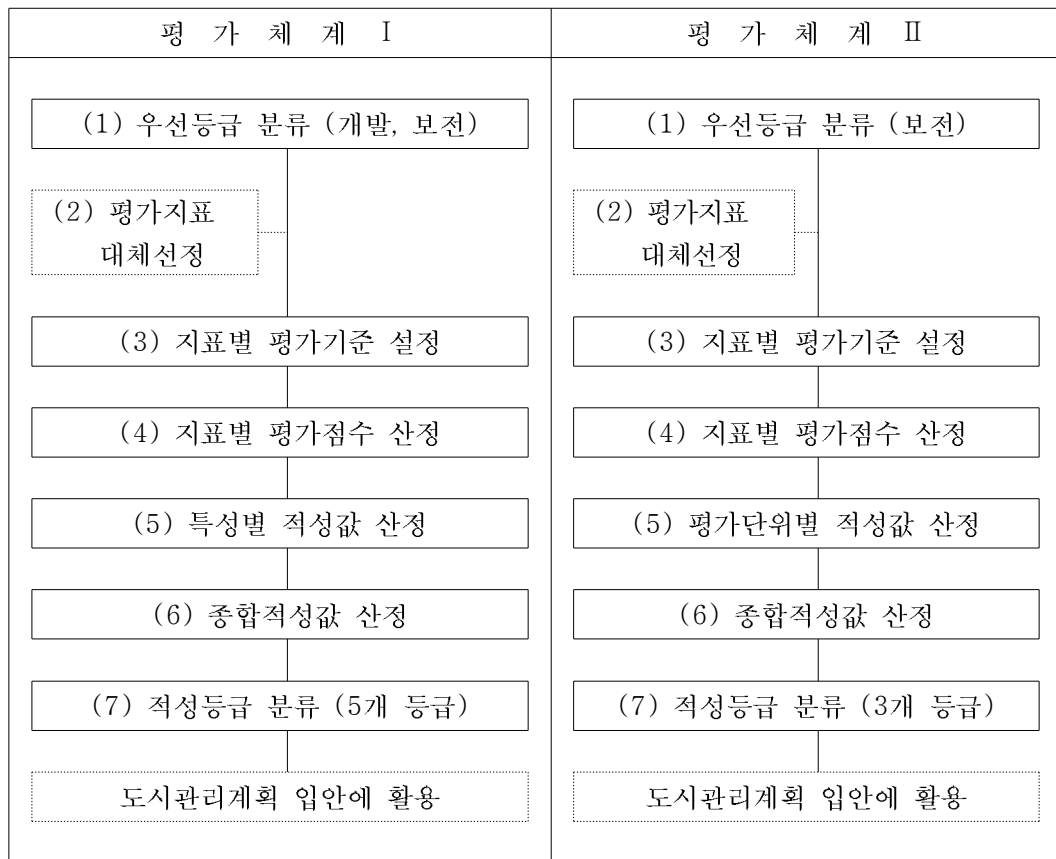 평 가 체 계 Ⅰ
(1) 우선등급 분류 (개발, 보전)
(2) 평가지표
대체선정
(3) 지표별 평가기준 설정
(4) 지표별 평가점수 산정
(5) 특성별 적성값 산정
(6) 종합적성값 산정
(7) 적성등급 분류 (5개 등급)
도시관리계획 입안에 활용
평 가 체 계 Ⅱ
(1) 우선등급 분류 (보전)
(2) 평가지표
대체선정
(3) 지표별 평가기준 설정
(4) 지표별 평가점수 산정
(5) 평가단위별 적성값 산정
(6) 종합적성값 산정
(7) 적성등급 분류 (3개 등급)
도시관리계획 입안에 활용